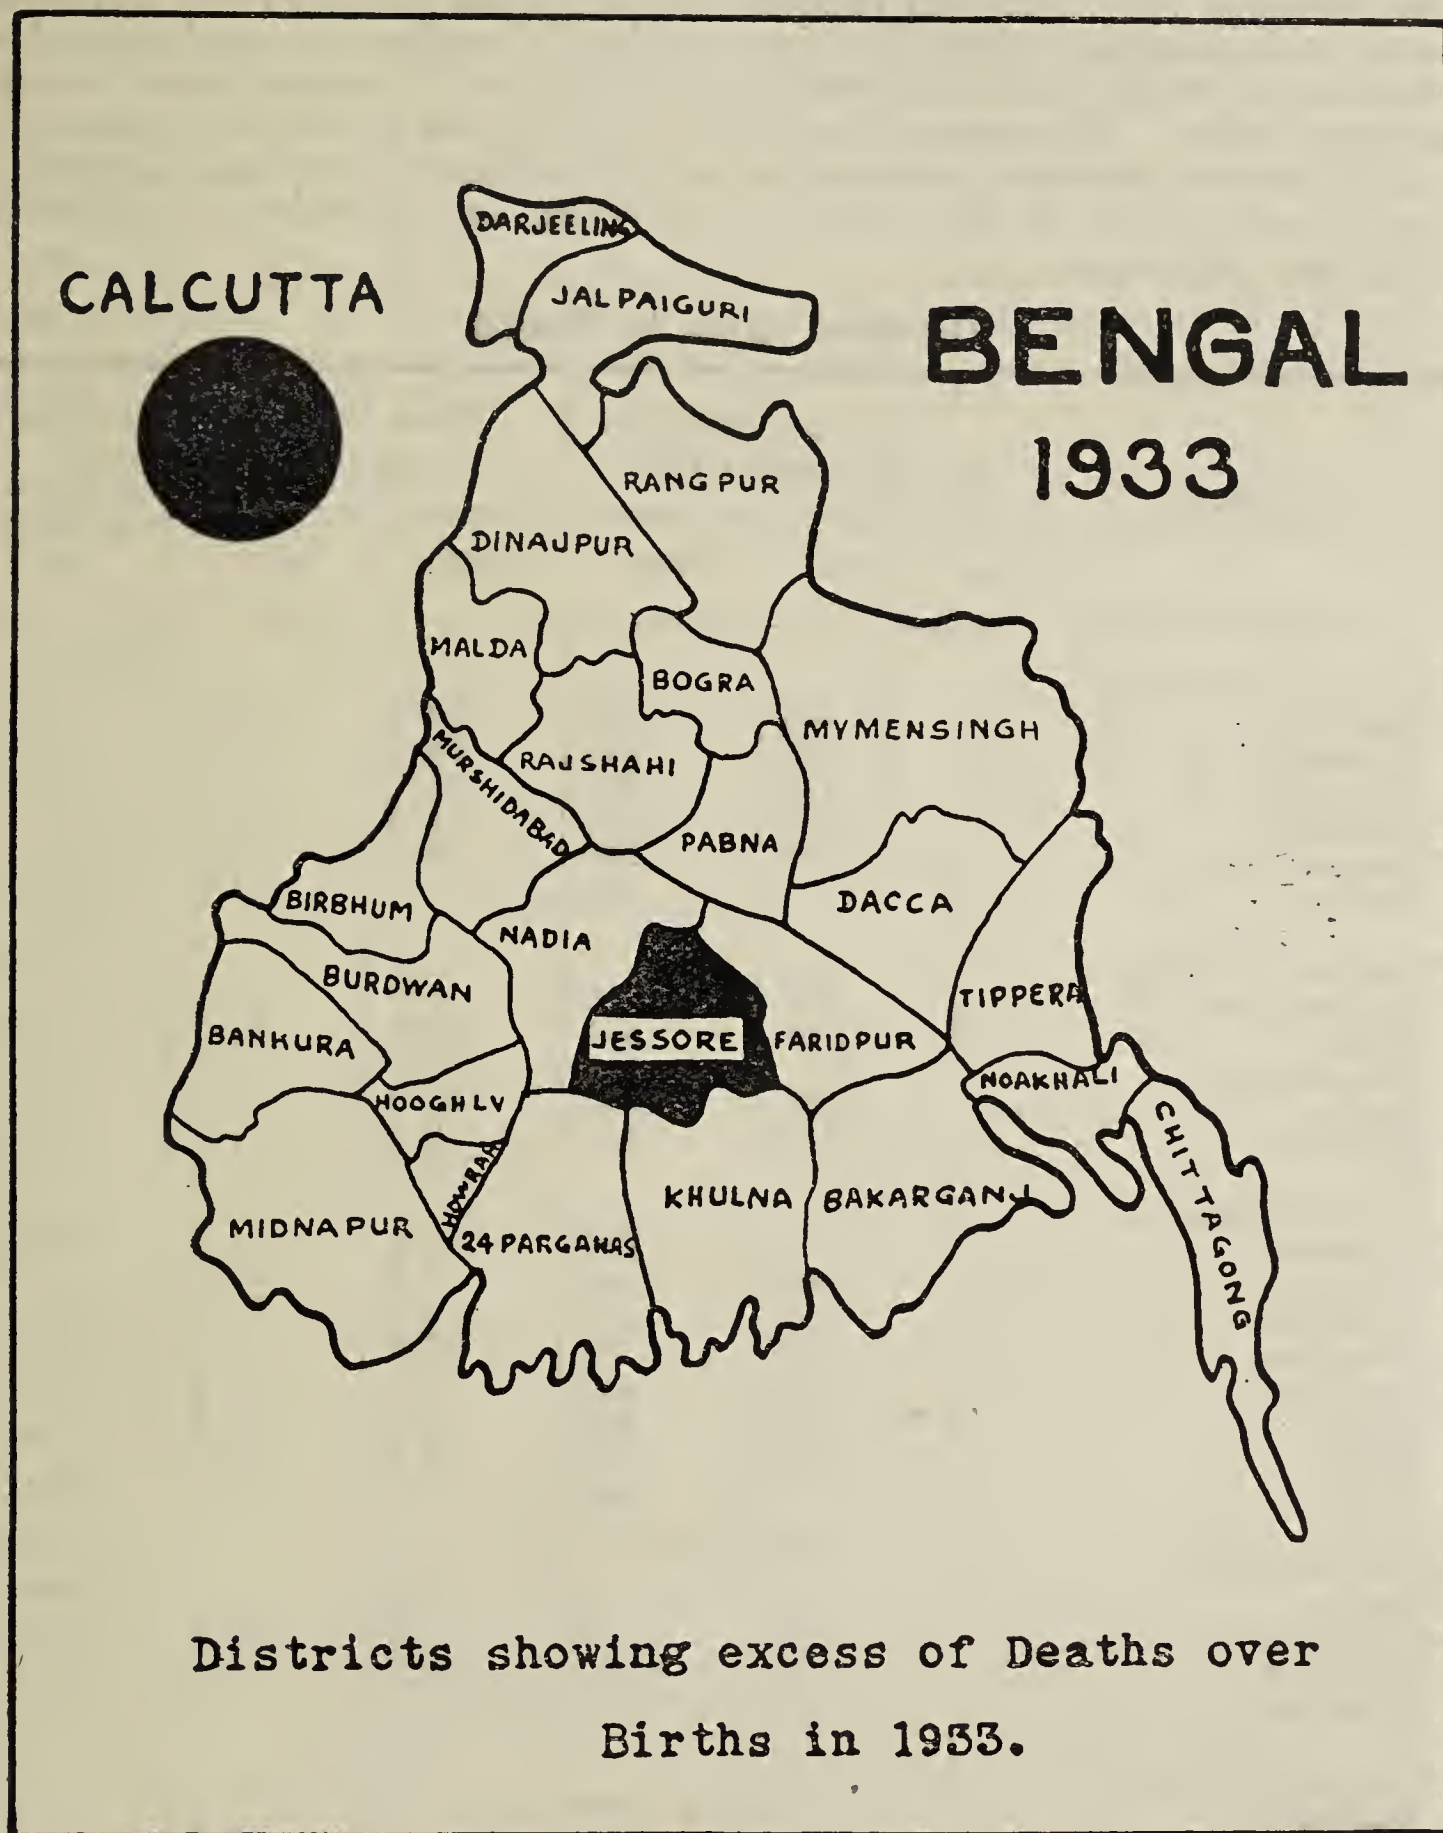 CALCUTTA
BENGAL
1933
DARJEELING
JALPAIGURI
RANGPUR
DINAJPUR
MALDA
BOGRA
MYMENSINGH
MURSHIDABAD
RAJSHAHI
PABNA
BIRBHUM
DACCA
NADIA
BURDWAN
TIPPERA
BANKURA
JESSORE
FARIDPUR
NOAKHALI
HOOGHLY
CHITTAGONG
HOWRAH
KHULNA
BAKARGANJ
MIDNAPUR
24 PARGANAS
Districts showing excess of Deaths over
Births in 1933.